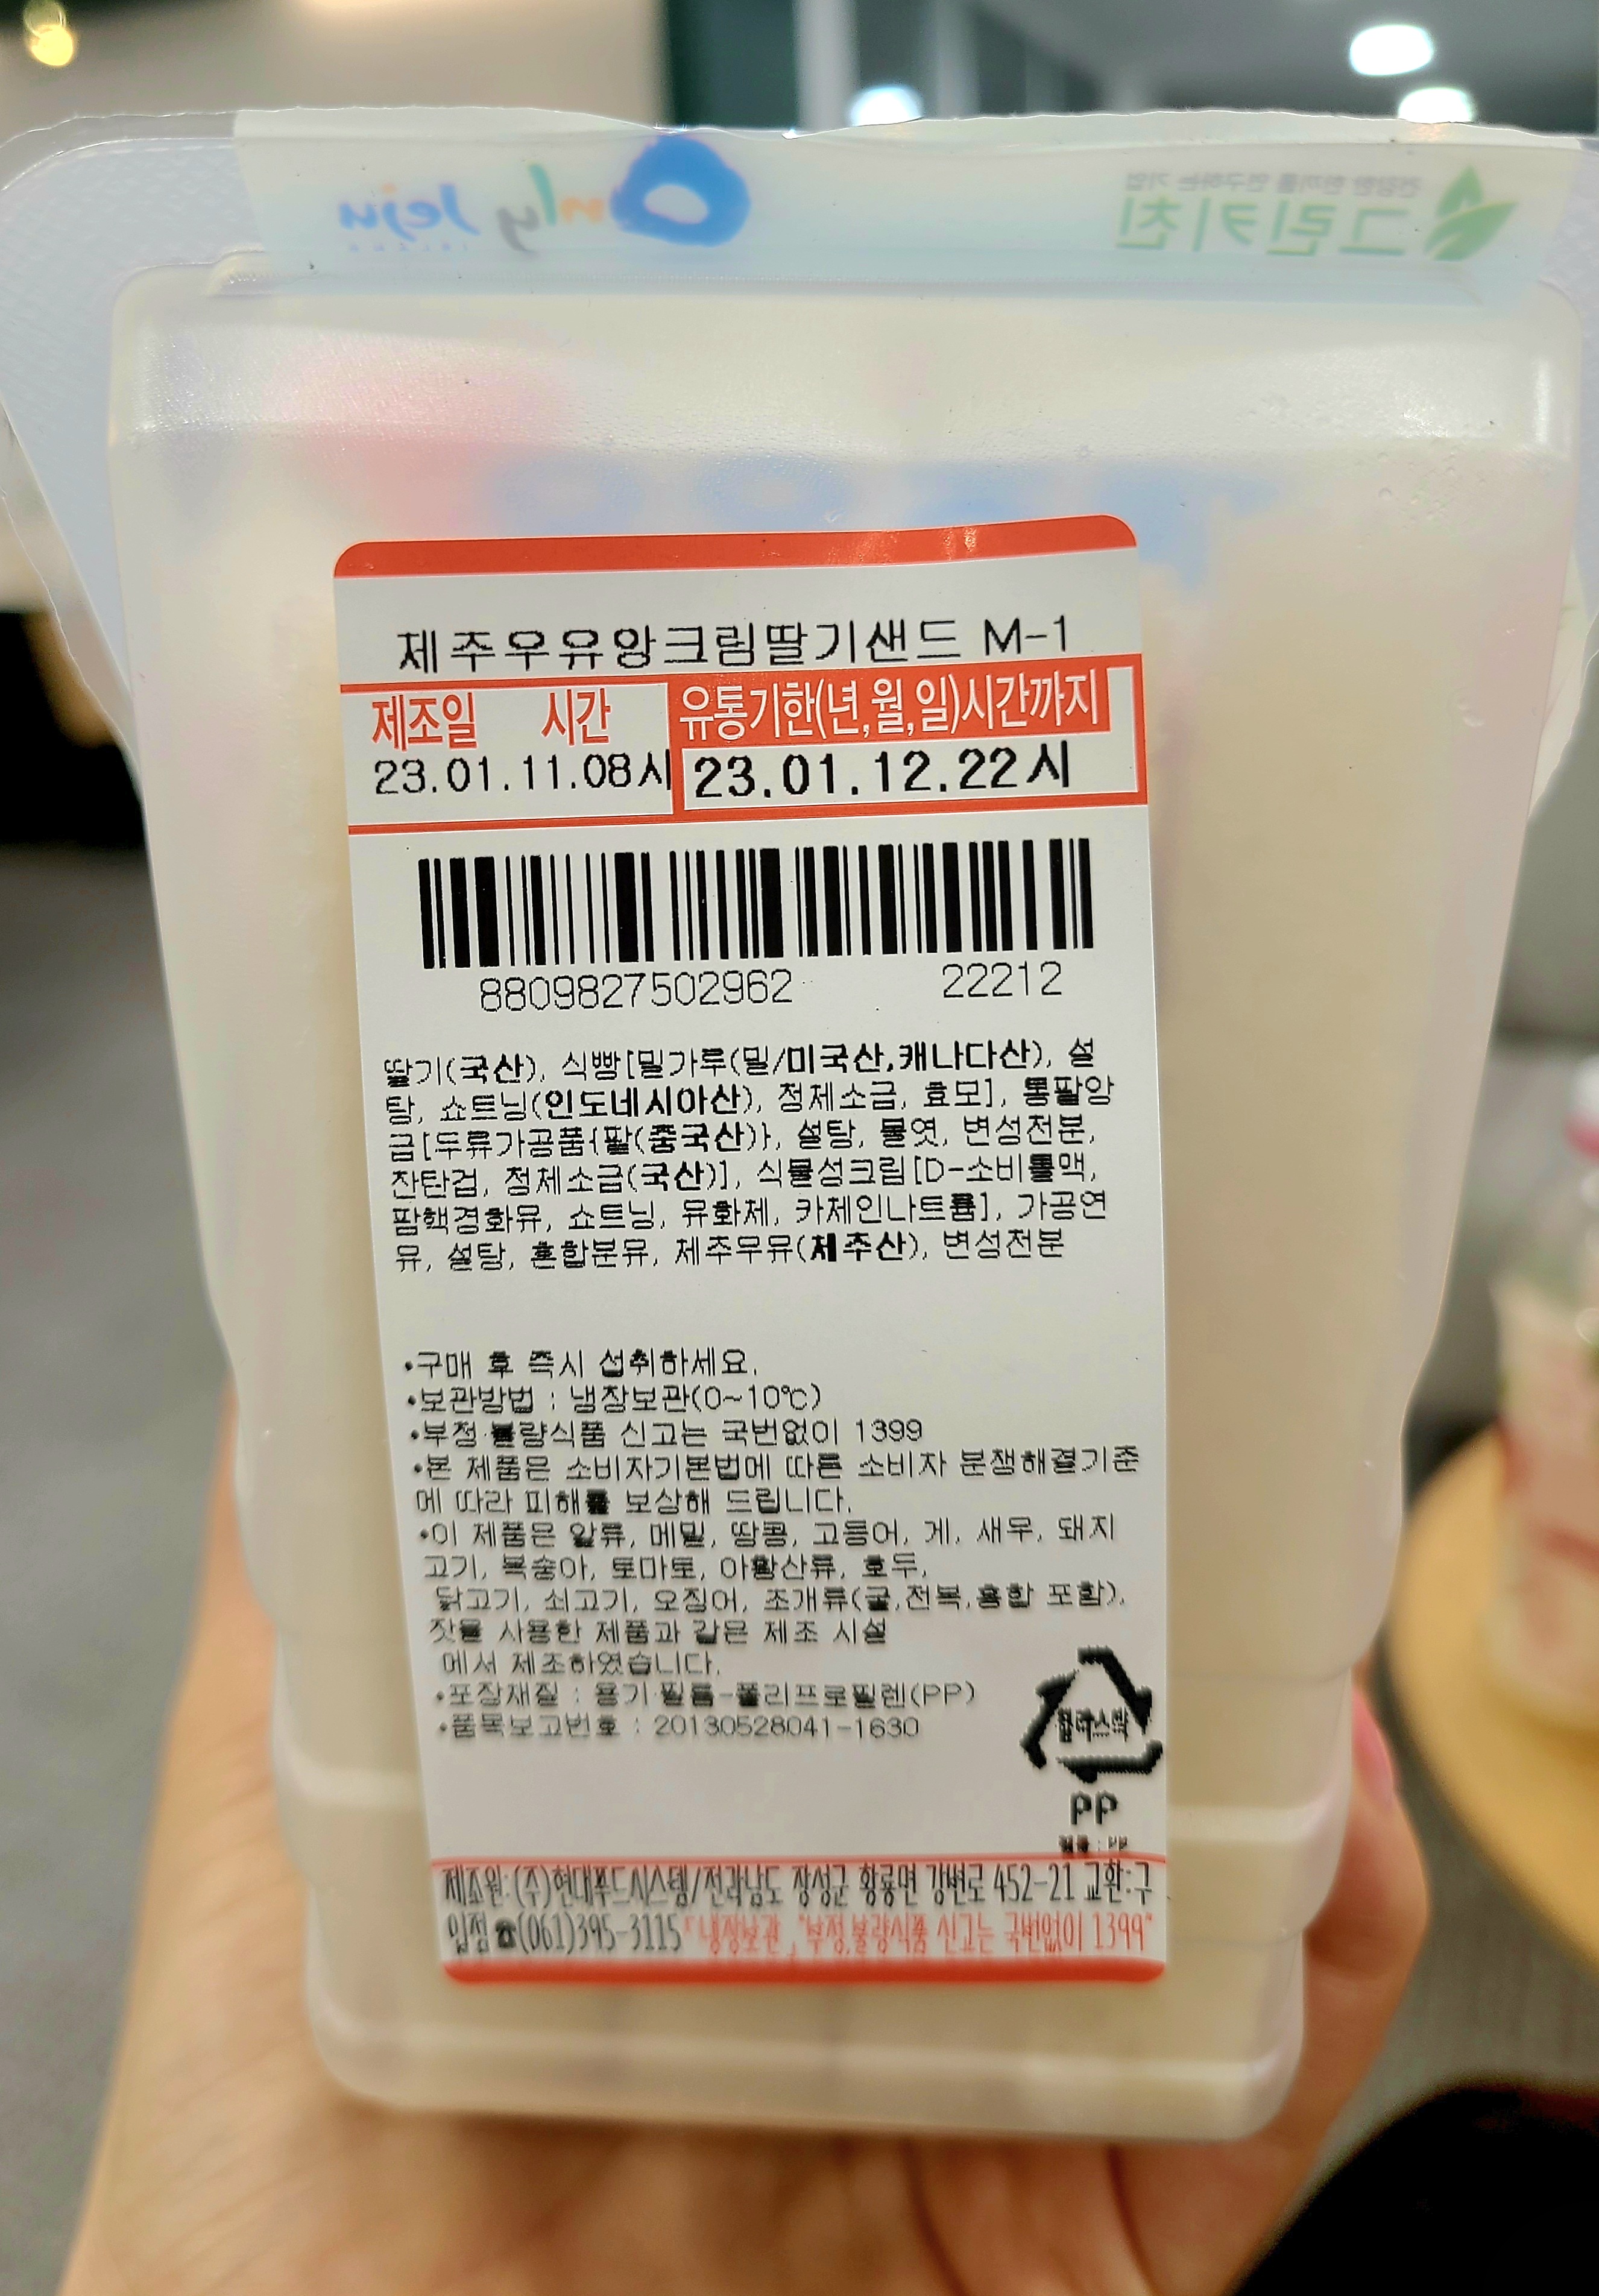 Only Jeju
건강한 한끼를 연구하는 기업
그린키친
제주우유앙크림딸기샌드 M-1
제조일 시간 유통기한(년,월,일)시간까지
23.01.11.08시 23.01.12.22시
8809827502962 22212
딸기(국산), 식빵[밀가루(밀/미국산,캐나다산), 설
탕, 쇼트닝(인도네시아산), 정제소금, 효모], 통팥앙
금[두류가공품{팥(중국산)}, 설탕, 물엿, 변성전분,
잔탄검, 정제소금(국산)], 식물성크림[D-소비톨액,
팜핵경화유, 쇼트닝, 유화제, 카제인나트륨], 가공연
유, 설탕, 혼합분유, 제주우유(제주산), 변성전분
•구매 후 즉시 섭취하세요.
•보관방법 : 냉장보관(0~10℃)
•부정·불량식품 신고는 국번없이 1399
•본 제품은 소비자기본법에 따른 소비자 분쟁해결기준
에 따라 피해를 보상해 드립니다.
•이 제품은 알류, 메밀, 땅콩, 고등어, 게, 새우, 돼지
고기, 복숭아, 토마토, 아황산류, 호두,
닭고기, 쇠고기, 오징어, 조개류(굴,전복,홍합 포함),
잣을 사용한 제품과 같은 제조 시설
에서 제조하였습니다.
•포장재질 : 용기·필름-폴리프로필렌(PP)
•품목보고번호 : 20130528041-1630
플라스틱
PP
필름 : PP
제조원:(주)현대푸드시스템/전라남도 장성군 황룡면 강변로 452-21 교환:구
입점 ☎(061)395-3115 "냉장보관" "부정,불량식품 신고는 국번없이 1399"